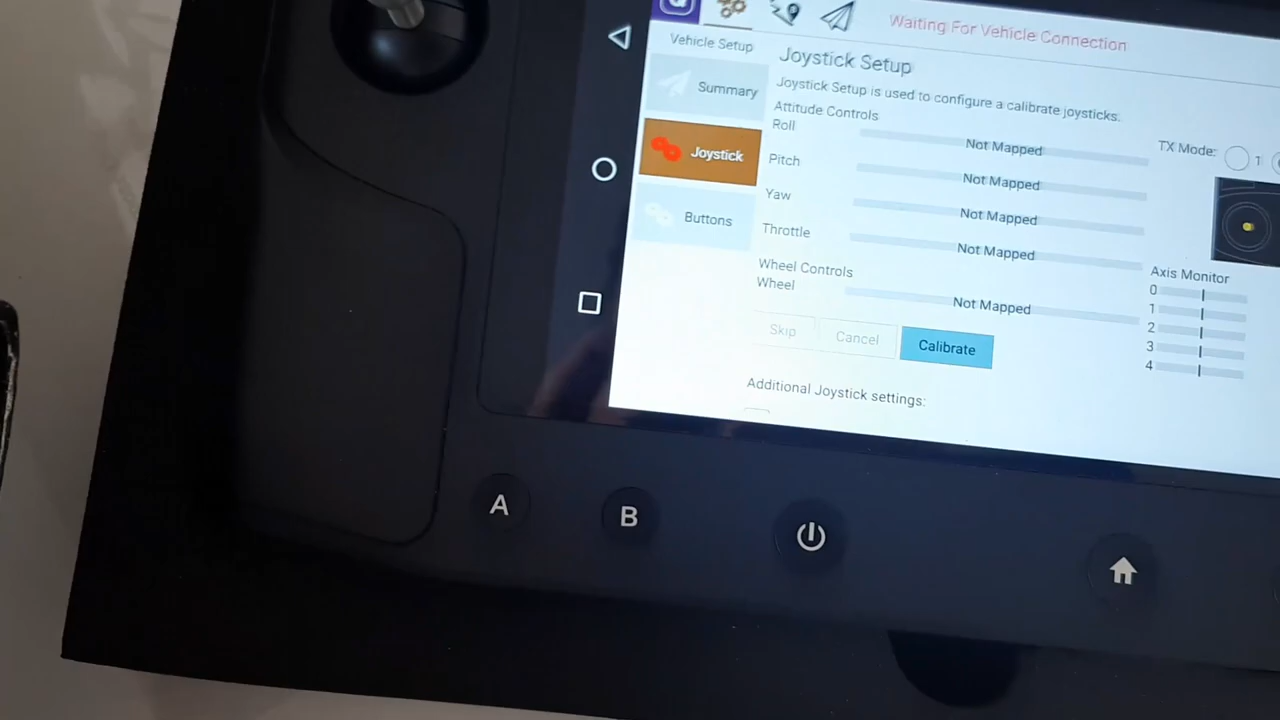 Waiting For Vehicle Connection
Vehicle Setup
Summary
Joystick
Buttons
Joystick Setup
Joystick Setup is used to configure a calibrate joysticks.
Attitude Controls
Roll
Not Mapped
Pitch
Not Mapped
Yaw
Not Mapped
Throttle
Not Mapped
Wheel Controls
Wheel
Not Mapped
Skip
Cancel
Calibrate
Additional Joystick settings:
TX Mode:
1
Axis Monitor
0
1
2
3
4
A
B